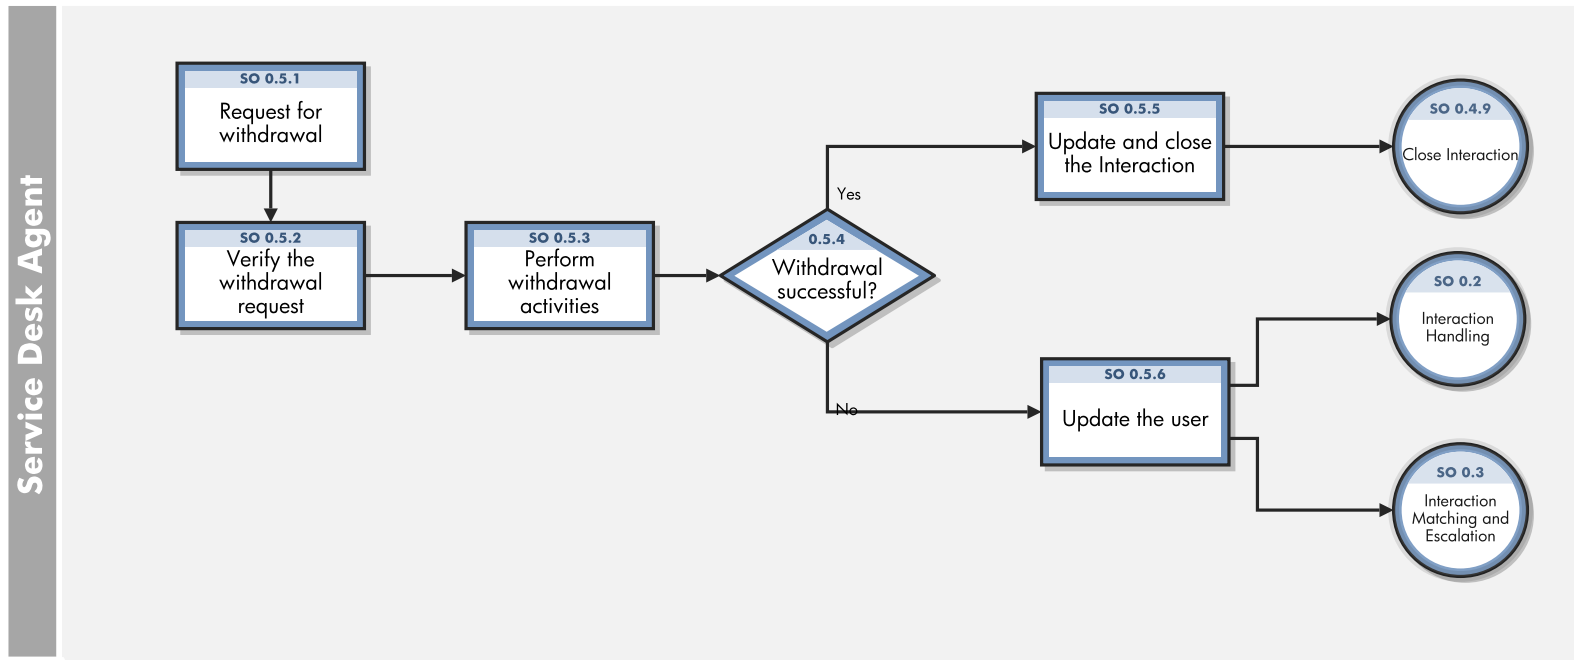 Service Desk Agent
SO 0.5.1
Request for
withdrawal
SO 0.5.2
Verify the
withdrawal
request
SO 0.5.3
Perform
withdrawal
activities
0.5.4
Withdrawal
successful?
Yes
No
SO 0.5.5
Update and close
the Interaction
SO 0.4.9
Close Interaction
SO 0.5.6
Update the user
SO 0.2
Interaction
Handling
SO 0.3
Interaction
Matching and
Escalation